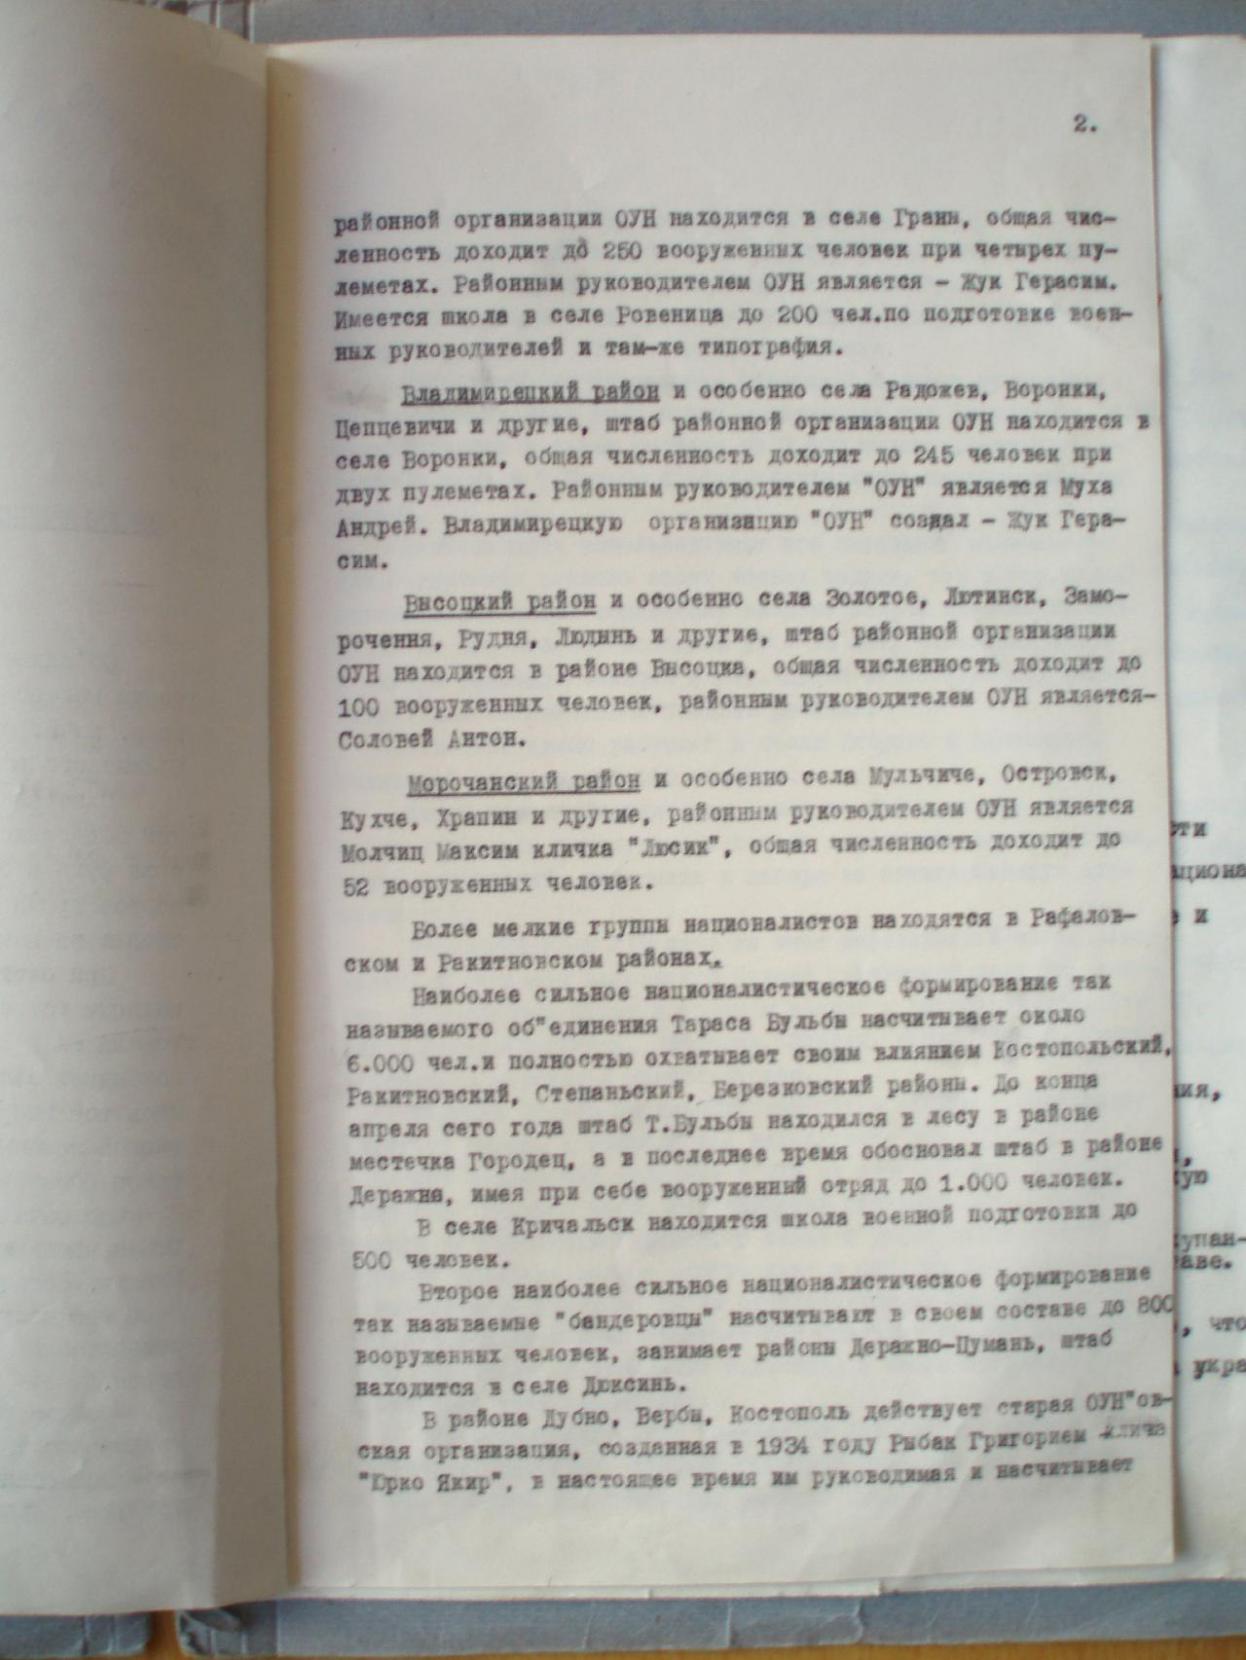 2.
районной организации ОУН находится в селе Граны, общая чис-
ленность доходит до 250 вооруженных человек при четырех пу-
леметах. Районным руководителем ОУН является - Жук Герасим.
Имеется школа в селе Ровеница до 200 чел.по подготовке воен-
ных руководителей и там-же типография.
Владимирецкий район и особенно села Радожев, Воронки,
Цепцевичи и другие, штаб районной организации ОУН находится в
селе Воронки, общая численность доходит до 245 человек при
двух пулеметах. Районным руководителем "ОУН" является Муха
Андрей. Владимирецкую организацию "ОУН" создал - Жук Гера-
сим.
Высоцкий район и особенно села Золотое, Лютинск, Замо-
рочення, Рудня, Людынь и другие, штаб районной организации
ОУН находится в районе Высоцка, общая численность доходит до
100 вооруженных человек, районным руководителем ОУН является-
Соловей Антон.
Морочанский район и особенно села Мульчиче, Островск,
Кухче, Храпин и другие, районным руководителем ОУН является
Молчиц Максим кличка "Люсик", общая численность доходит до
52 вооруженных человек.
Более мелкие группы националистов находятся в Рафалов-
ском и Ракитновском районах.
Наиболее сильное националистическое формирование так
называемого об"единения Тараса Бульбы насчитывает около
6.000 чел.и полностью охватывает своим влиянием Костопольский,
Ракитновский, Степаньский, Березковский районы. До конца
апреля сего года штаб Т.Бульбы находился в лесу в районе
местечка Городец, а в последнее время обосновал штаб в районе
Деражня, имея при себе вооруженный отряд до 1.000 человек.
В селе Кричальск находится школа военной подготовки до
500 человек.
Второе наиболее сильное националистическое формирование
так называемые "бандеровцы" насчитывают в своем составе до 800
вооруженных человек, занимает районы Деражно-Цумань, штаб
находится в селе Дюксинь.
В районе Дубно, Вербы, Костополь действует старая ОУН"ов-
ская организация, созданная в 1934 году Рыбак Григорием кличка
"Юрко Якир", в настоящее время им руководимая и насчитывает